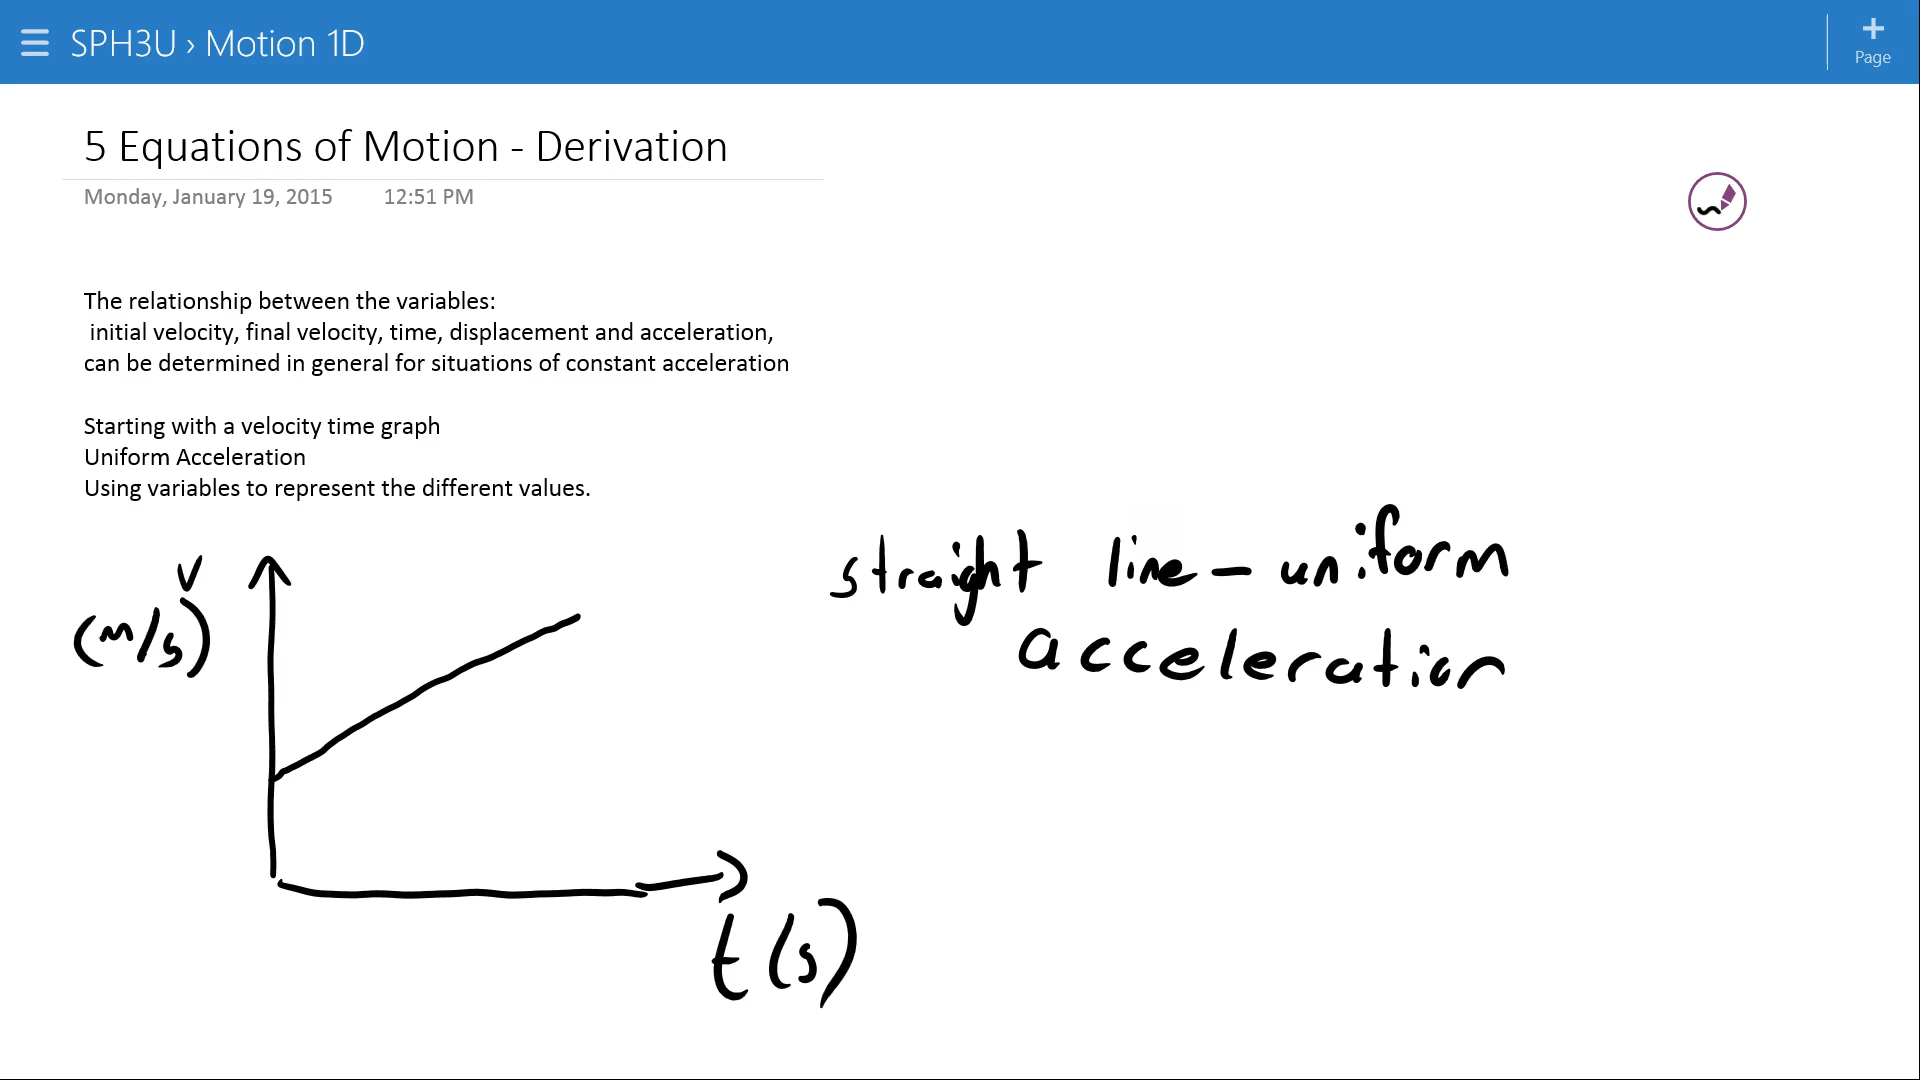 SPH3U › Motion 1D
Page
5 Equations of Motion - Derivation
Monday, January 19, 2015 12:51 PM
The relationship between the variables:
initial velocity, final velocity, time, displacement and acceleration,
can be determined in general for situations of constant acceleration
Starting with a velocity time graph
Uniform Acceleration
Using variables to represent the different values.
straight line - uniform
acceleration
v
(m/s)
t (s)